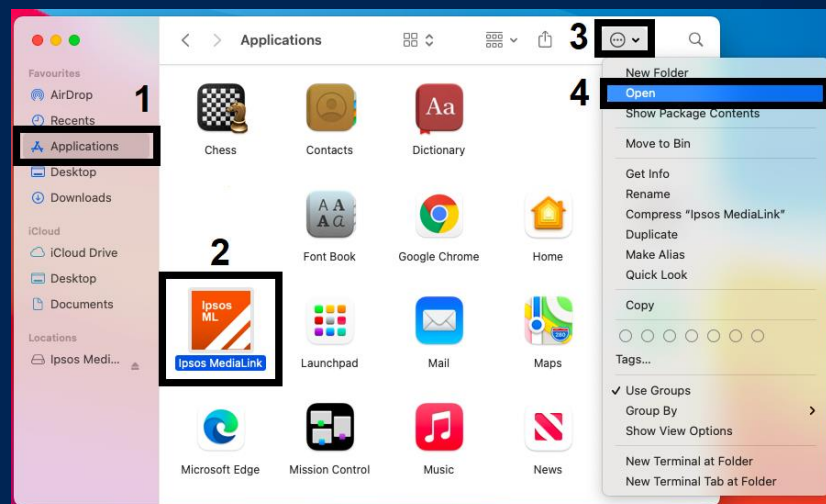 Applications
3
Favourites
AirDrop
1
Recents
Applications
Desktop
Downloads
iCloud
iCloud Drive
Desktop
Documents
Locations
Ipsos Medi...
Chess
Contacts
Aa
Dictionary
A A
A a
Font Book
Google Chrome
Home
2
Ipsos
ML
Ipsos MediaLink
Launchpad
Mail
280
Maps
Microsoft Edge
Mission Control
Music
News
4
New Folder
Open
Show Package Contents
Move to Bin
Get Info
Rename
Compress “Ipsos MediaLink”
Duplicate
Make Alias
Quick Look
Copy
Tags...
Use Groups
Group By
Show View Options
New Terminal at Folder
New Terminal Tab at Folder